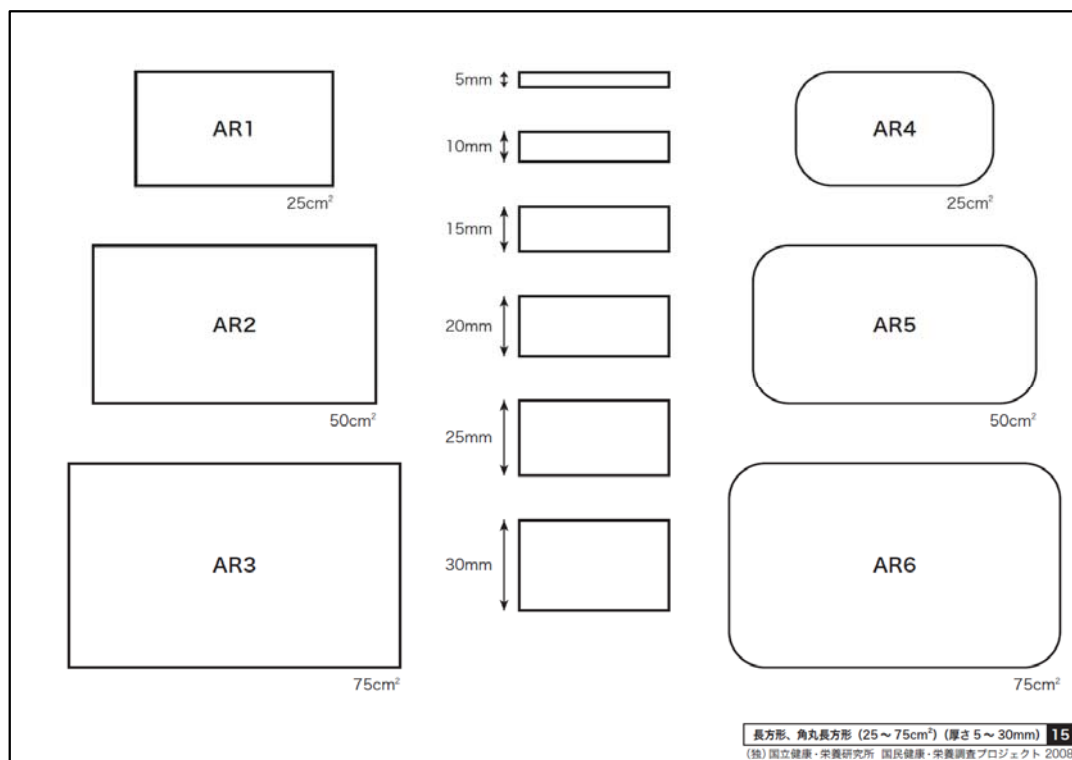 AR1
25cm²
AR2
50cm²
AR3
75cm²
5mm
10mm
15mm
20mm
25mm
30mm
AR4
25cm²
AR5
50cm²
AR6
75cm²
長方形、角丸長方形（25～75cm²）（厚さ5～30mm） 15
(独)国立健康・栄養研究所 国民健康・栄養調査プロジェクト 2008